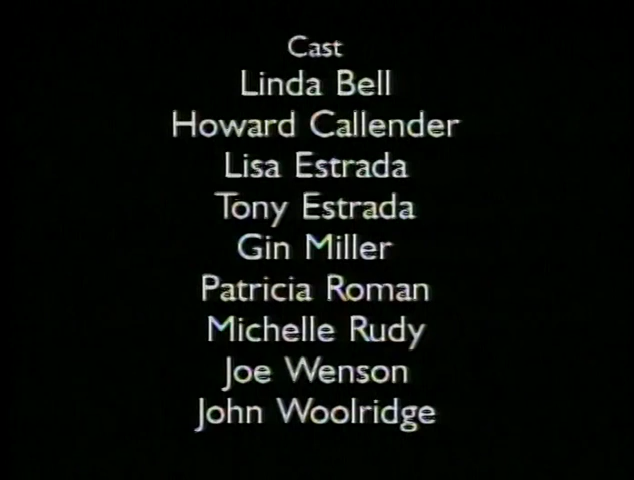 Cast
Linda Bell
Howard Callender
Lisa Estrada
Tony Estrada
Gin Miller
Patricia Roman
Michelle Rudy
Joe Wenson
John Woolridge